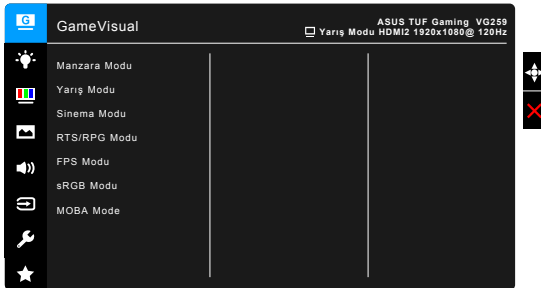 G
GameVisual
ASUS TUF Gaming VG259
Yarış Modu HDMI2 1920x1080@ 120Hz
Manzara Modu
Yarış Modu
Sinema Modu
RTS/RPG Modu
FPS Modu
sRGB Modu
MOBA Mode